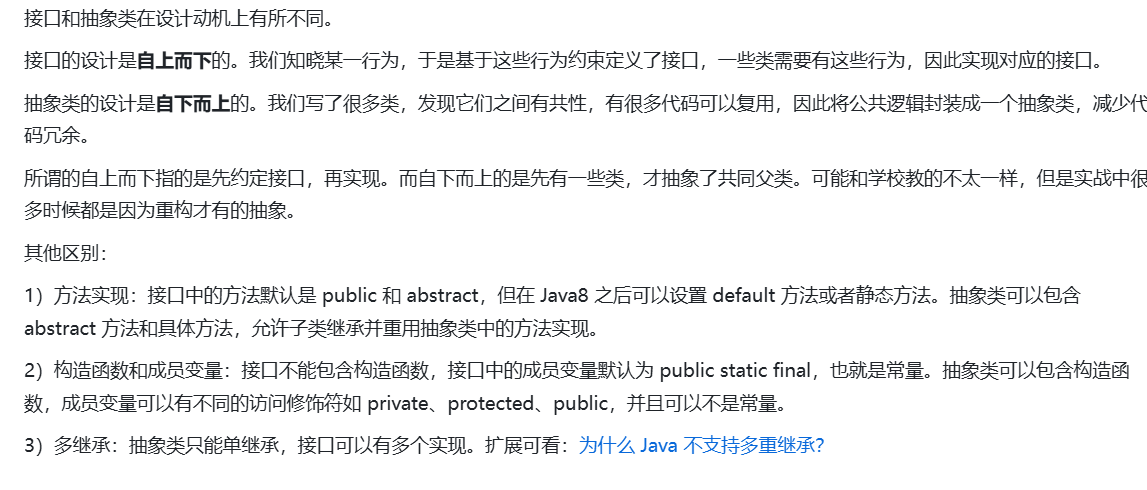 接口和抽象类在设计动机上有所不同。
接口的设计是自上而下的。我们知晓某一行为，于是基于这些行为约束定义了接口，一些类需要有这些行为，因此实现对应的接口。
抽象类的设计是自下而上的。我们写了很多类，发现它们之间有共性，有很多代码可以复用，因此将公共逻辑封装成一个抽象类，减少代
码冗余。
所谓的自上而下指的是先约定接口，再实现。而自下而上的是先有一些类，才抽象了共同父类。可能和学校教的不太一样，但是实战中很
多时候都是因为重构才有的抽象。
其他区别：
1）方法实现：接口中的方法默认是 public 和 abstract，但在 Java8 之后可以设置 default 方法或者静态方法。抽象类可以包含
abstract 方法和具体方法，允许子类继承并重用抽象类中的方法实现。
2）构造函数和成员变量：接口不能包含构造函数，接口中的成员变量默认为 public static final，也就是常量。抽象类可以包含构造函
数，成员变量可以有不同的访问修饰符如 private、protected、public，并且可以不是常量。
3）多继承：抽象类只能单继承，接口可以有多个实现。扩展可看：为什么 Java 不支持多重继承?